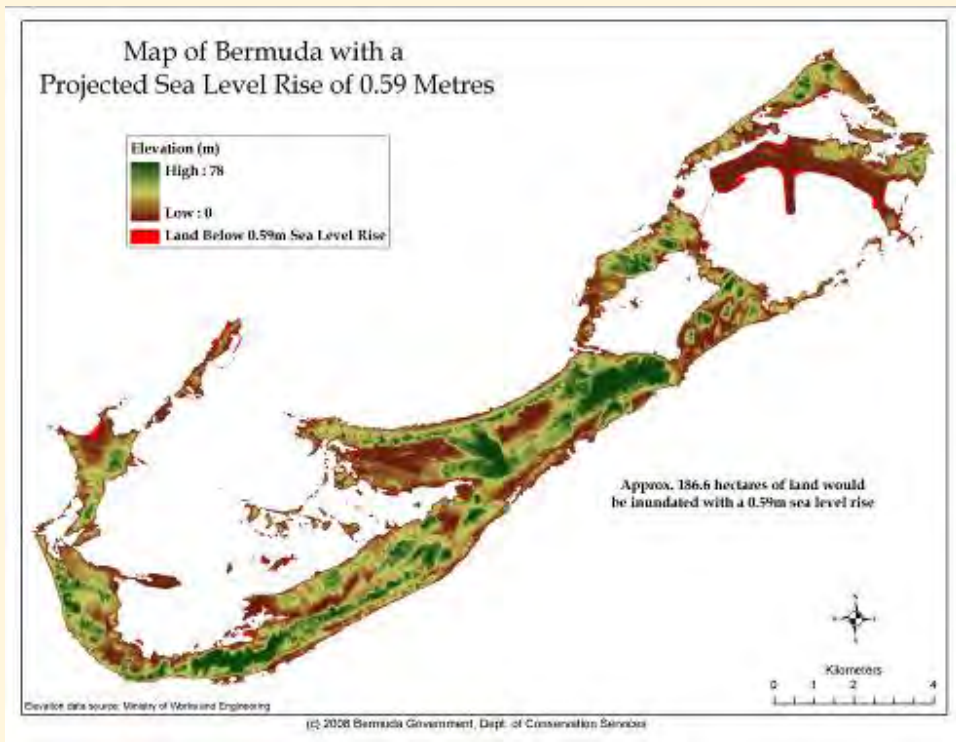 Map of Bermuda with a
Projected Sea Level Rise of 0.59 Metres
Elevation (m)
High : 78
Low : 0
Land Below 0.59m Sea Level Rise
Approx. 186.6 hectares of land would
be inundated with a 0.59m sea level rise
N
Kilometers
0 1 2 4
Elevation data source: Ministry of Works and Engineering
(c) 2008 Bermuda Government, Dept. of Conservation Services